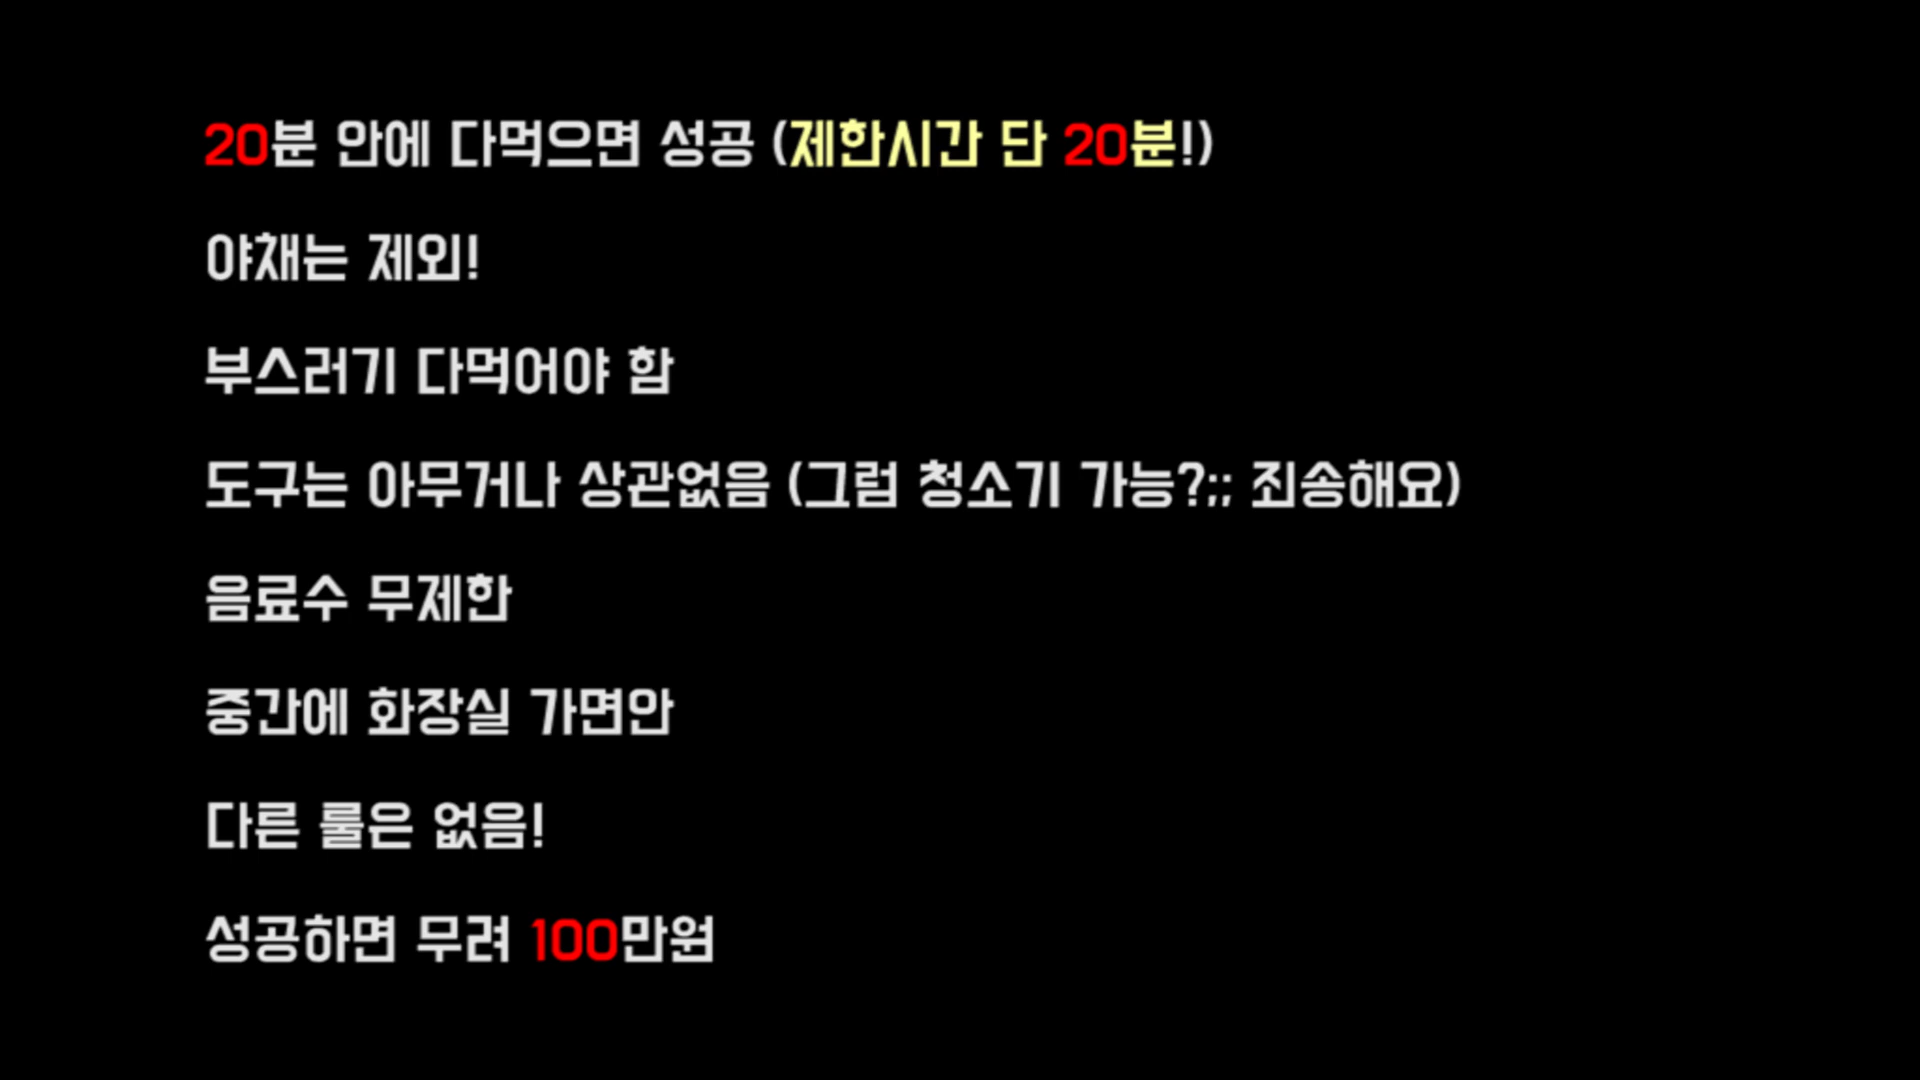 20분 안에 다먹으면 성공 (제한시간 단 20분!)
야채는 제외!
부스러기 다먹어야 함
도구는 아무거나 상관없음 (그럼 청소기 가능?;; 죄송해요)
음료수 무제한
중간에 화장실 가면안
다른 룰은 없음!
성공하면 무려 100만원